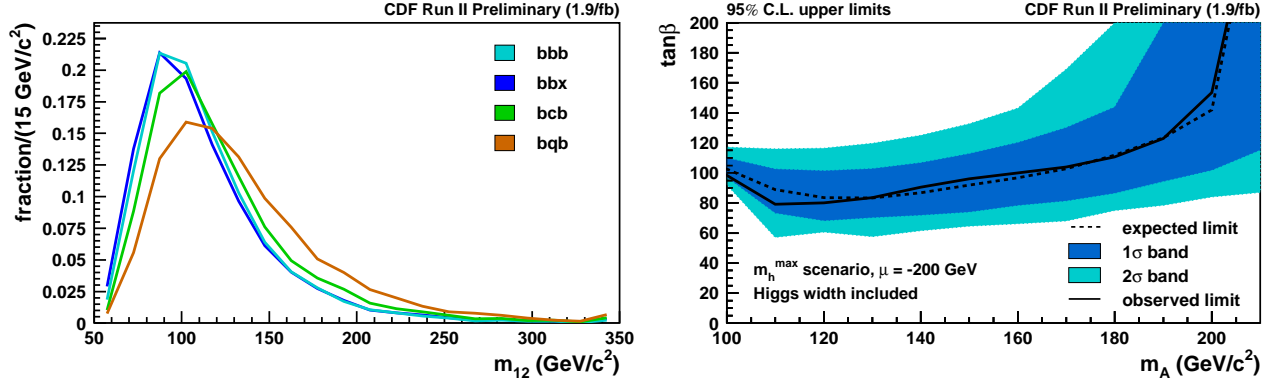 CDF Run II Preliminary (1.9/fb)
fraction/(15 GeV/c²)
0.225
0.2
0.175
0.15
0.125
0.1
0.075
0.05
0.025
0
bbb
bbx
bcb
bqb
50 100 150 200 250 300 350
m₁₂ (GeV/c²)
95% C.L. upper limits CDF Run II Preliminary (1.9/fb)
tanβ
200
180
160
140
120
100
80
60
40
20
0
expected limit
1σ band
2σ band
observed limit
mₕᵐᵃˣ scenario, μ = -200 GeV
Higgs width included
100 120 140 160 180 200
m_A (GeV/c²)